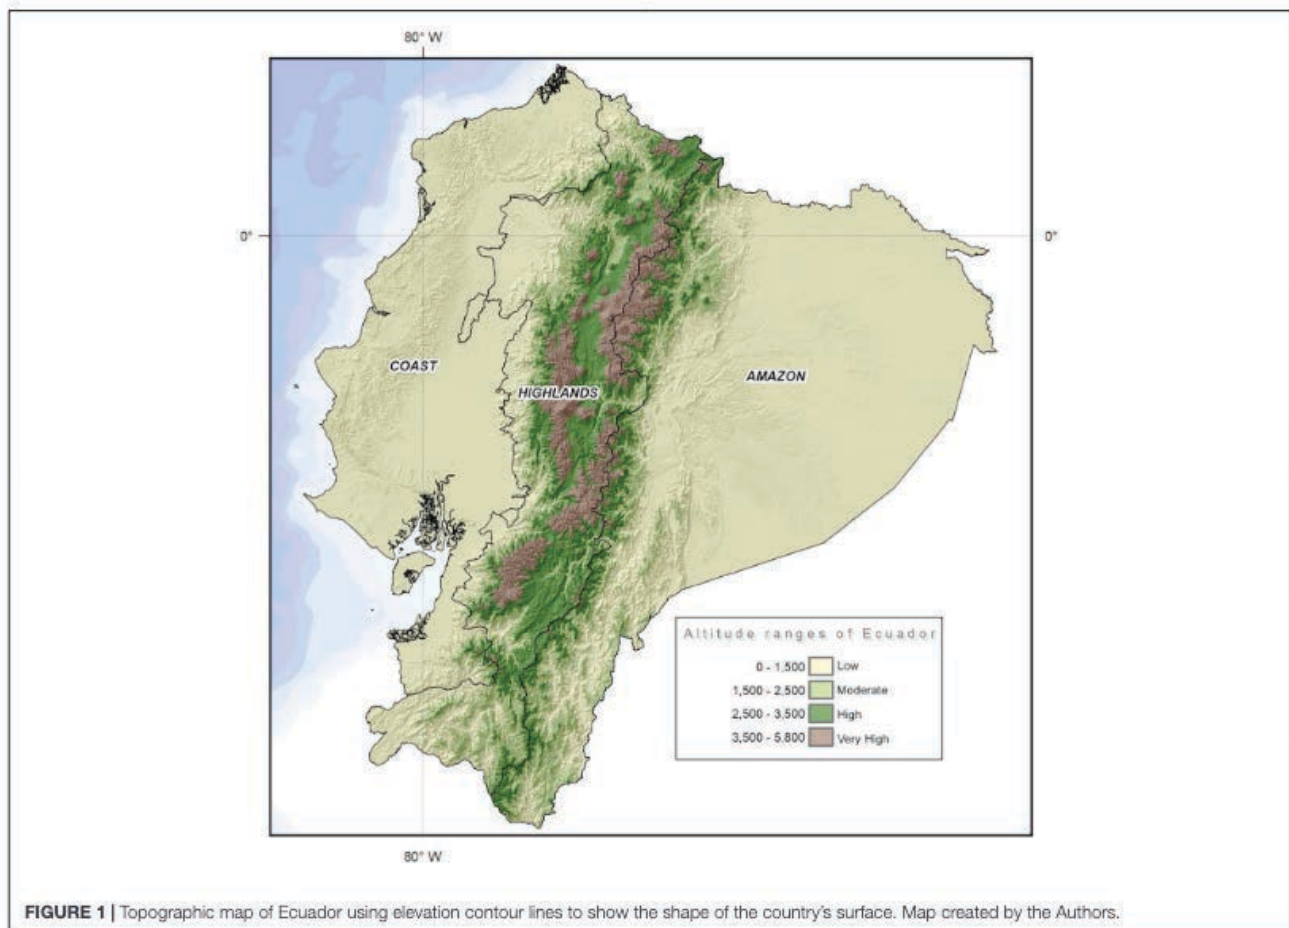 80° W
0°
0°
COAST
HIGHLANDS
AMAZON
Altitude ranges of Ecuador
0 - 1,500 Low
1,500 - 2,500 Moderate
2,500 - 3,500 High
3,500 - 5,800 Very High
80° W
FIGURE 1 | Topographic map of Ecuador using elevation contour lines to show the shape of the country's surface. Map created by the Authors.